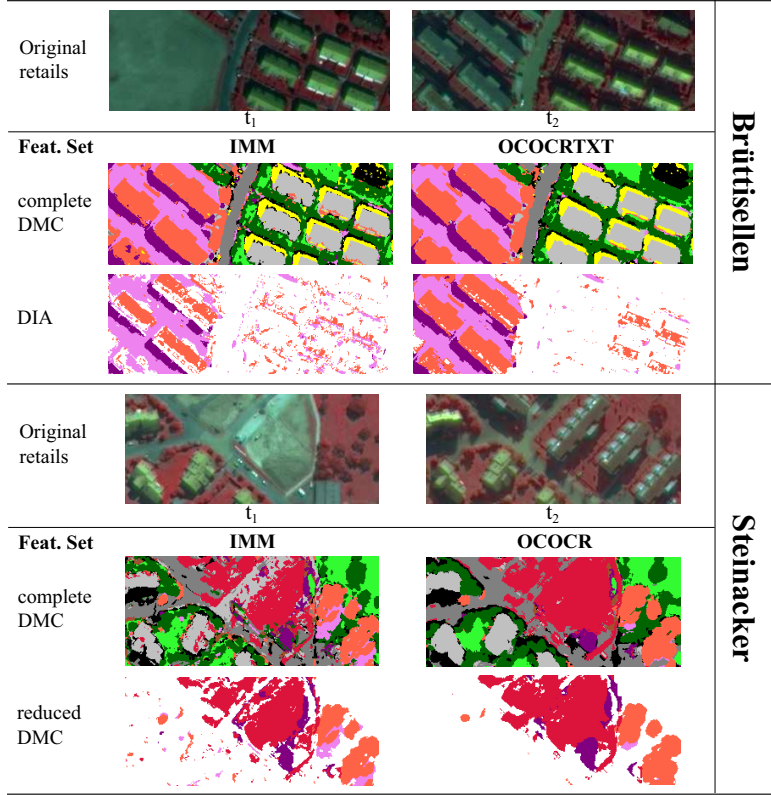 Original
retails
t1
t2
Feat. Set
IMM
OCOCRTXT
complete
DMC
DIA
Brüttisellen
Original
retails
t1
t2
Feat. Set
IMM
OCOCR
complete
DMC
reduced
DMC
Steinacker